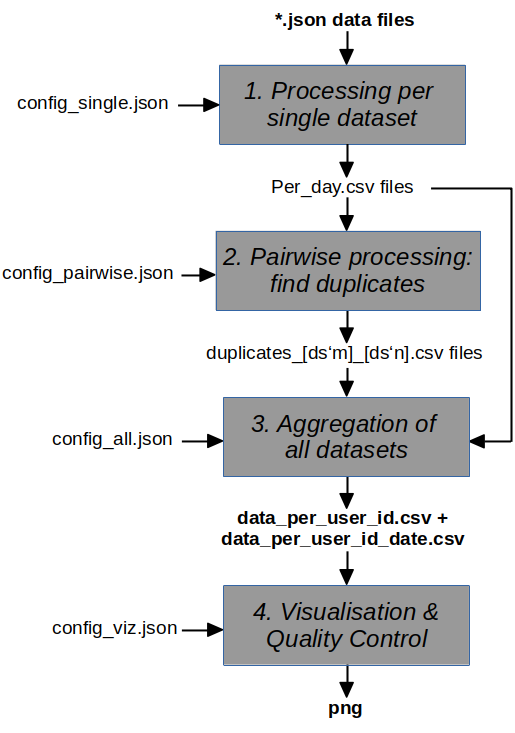 *.json data files
config_single.json
1. Processing per
single dataset
Per_day.csv files
config_pairwise.json
2. Pairwise processing:
find duplicates
duplicates_[ds‘m]_[ds‘n].csv files
config_all.json
3. Aggregation of
all datasets
data_per_user_id.csv +
data_per_user_id_date.csv
config_viz.json
4. Visualisation &
Quality Control
png